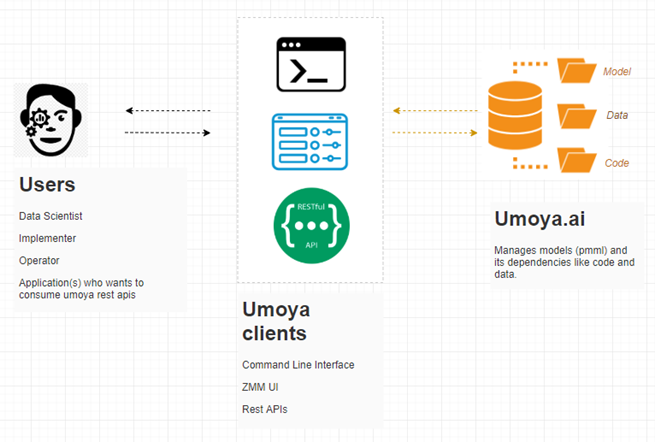 Users
Data Scientist
Implementer
Operator
Application(s) who wants to
consume umoya rest apis
>_
RESTful
{•••}
API
Umoya
clients
Command Line Interface
ZMM UI
Rest APIs
Model
Data
Code
Umoya.ai
Manages models (pmml) and
its dependencies like code and
data.